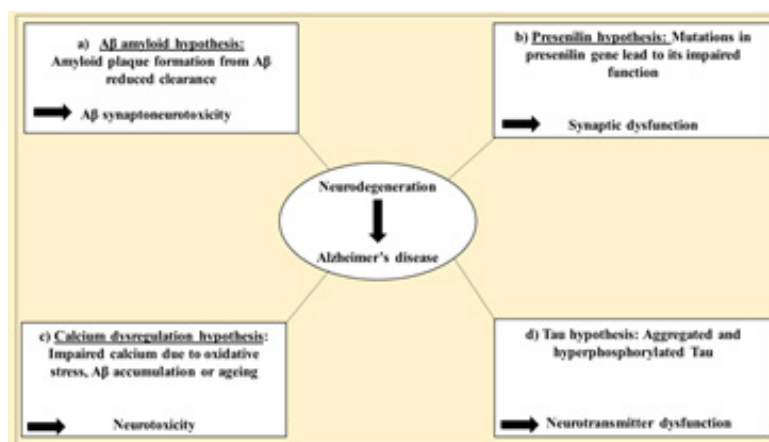 a) Aβ amyloid hypothesis:
Amyloid plaque formation from Aβ
reduced clearance
Aβ synaptoneurotoxicity
b) Presenilin hypothesis: Mutations in
presenilin gene lead to its impaired
function
Synaptic dysfunction
Neurodegeneration
Alzheimer's disease
c) Calcium dysregulation hypothesis:
Impaired calcium due to oxidative
stress, Aβ accumulation or ageing
Neurotoxicity
d) Tau hypothesis: Aggregated and
hyperphosphorylated Tau
Neurotransmitter dysfunction